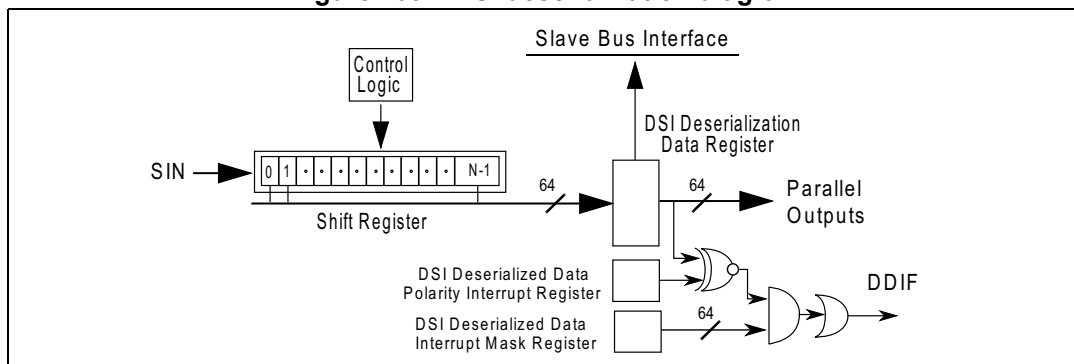 Slave Bus Interface
Control
Logic
DSI Deserialization
Data Register
SIN
0 1 N-1
64
64
Parallel
Outputs
Shift Register
DSI Deserialized Data
Polarity Interrupt Register
DDIF
64
DSI Deserialized Data
Interrupt Mask Register